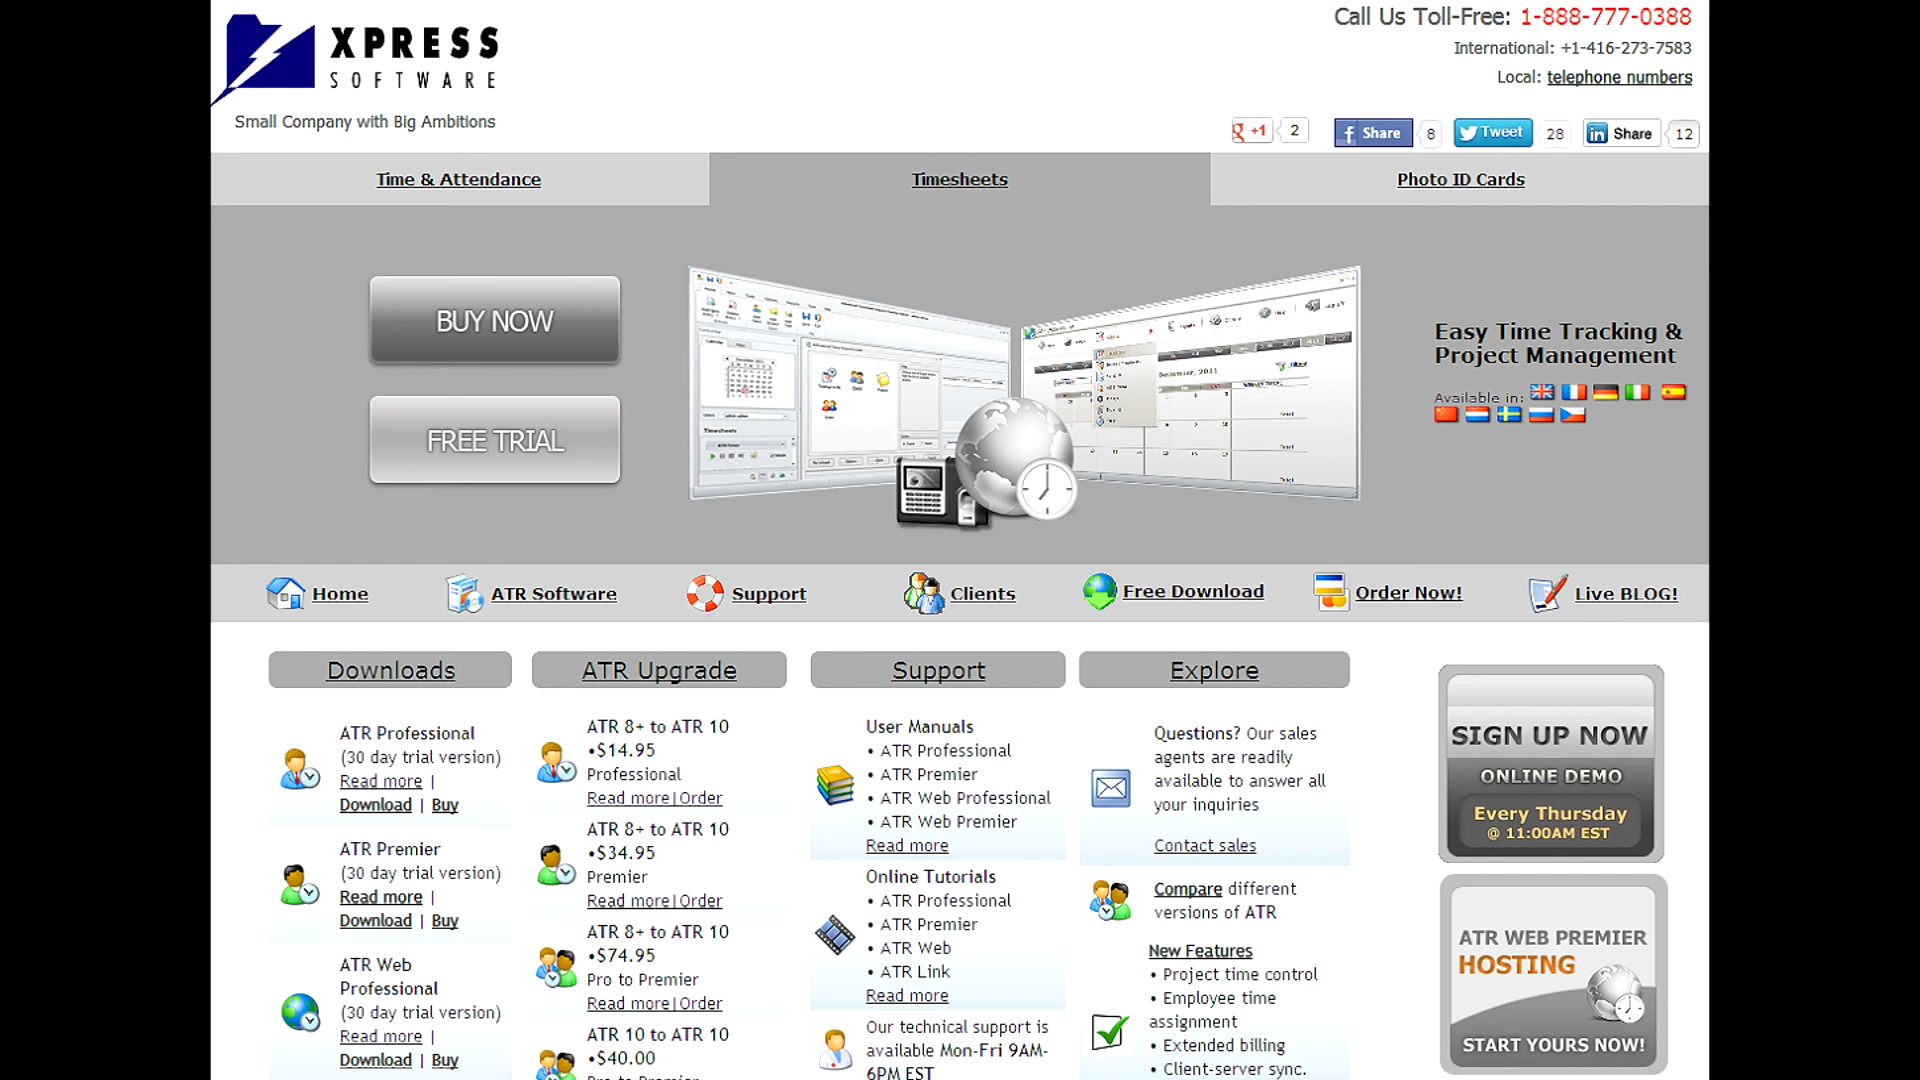 XPRESS
SOFTWARE
Small Company with Big Ambitions
Call Us Toll-Free: 1-888-777-0388
International: +1-416-273-7583
Local: telephone numbers
+1 2
Share 8
Tweet 28
in Share 12
Time & Attendance
Timesheets
Photo ID Cards
BUY NOW
FREE TRIAL
December, 2011
Easy Time Tracking &
Project Management
Available in:
Home
ATR Software
Support
Clients
Free Download
Order Now!
Live BLOG!
Downloads
ATR Professional
(30 day trial version)
Read more |
Download | Buy
ATR Premier
(30 day trial version)
Read more |
Download | Buy
ATR Web
Professional
(30 day trial version)
Read more |
Download | Buy
ATR Upgrade
ATR 8+ to ATR 10
•$14.95
Professional
Read more|Order
ATR 8+ to ATR 10
•$34.95
Premier
Read more|Order
ATR 8+ to ATR 10
•$74.95
Pro to Premier
Read more|Order
ATR 10 to ATR 10
•$40.00
Pro to Premier
Support
User Manuals
• ATR Professional
• ATR Premier
• ATR Web Professional
• ATR Web Premier
Read more
Online Tutorials
• ATR Professional
• ATR Premier
• ATR Web
• ATR Link
Read more
Our technical support is
available Mon-Fri 9AM-
6PM EST
Explore
Questions? Our sales
agents are readily
available to answer all
your inquiries
Contact sales
Compare different
versions of ATR
New Features
• Project time control
• Employee time
assignment
• Extended billing
• Client-server sync.
SIGN UP NOW
ONLINE DEMO
Every Thursday
@ 11:00AM EST
ATR WEB PREMIER
HOSTING
START YOURS NOW!